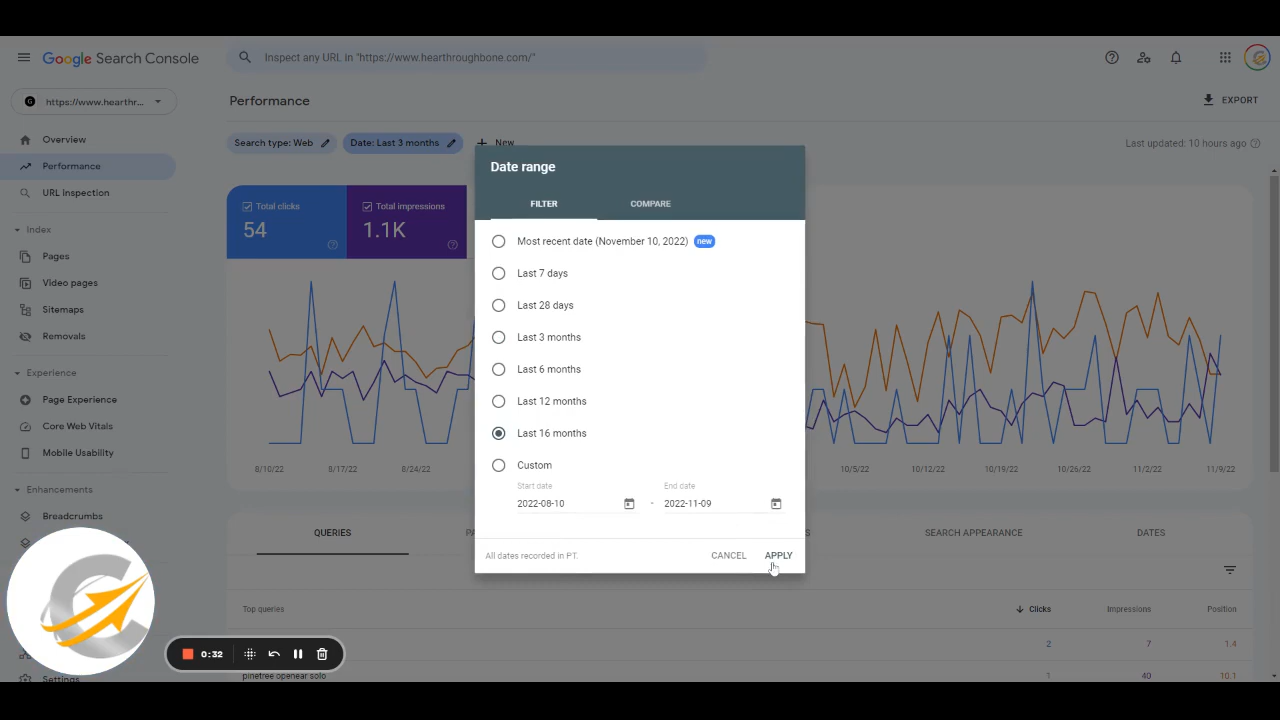 Google Search Console
Inspect any URL in "https://www.hearthroughbone.com/"
https://www.hearthr...
Performance
EXPORT
Overview
Performance
URL Inspection
Index
Pages
Video pages
Sitemaps
Removals
Experience
Page Experience
Core Web Vitals
Mobile Usability
Enhancements
Breadcrumbs
Settings
Search type: Web
Date: Last 3 months
New
Last updated: 10 hours ago
Total clicks
54
Total impressions
1.1K
Date range
FILTER
COMPARE
Most recent date (November 10, 2022) new
Last 7 days
Last 28 days
Last 3 months
Last 6 months
Last 12 months
Last 16 months
Custom
Start date
End date
2022-08-10
-
2022-11-09
All dates recorded in PT.
CANCEL
APPLY
8/10/22
8/17/22
8/24/22
10/5/22
10/12/22
10/19/22
10/26/22
11/2/22
11/9/22
QUERIES
SEARCH APPEARANCE
DATES
Top queries
Clicks
Impressions
Position
2
7
1.4
pinetree openear solo
1
40
10.1
0:32